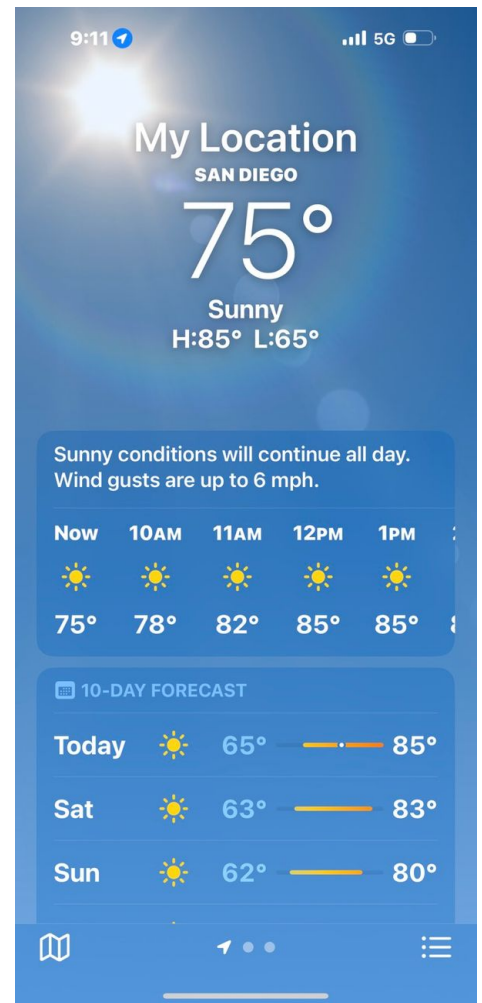 9:11 5G
My Location
SAN DIEGO
75°
Sunny
H:85° L:65°
Sunny conditions will continue all day.
Wind gusts are up to 6 mph.
Now 10AM 11AM 12PM 1PM
75° 78° 82° 85° 85°
10-DAY FORECAST
Today 65° 85°
Sat 63° 83°
Sun 62° 80°